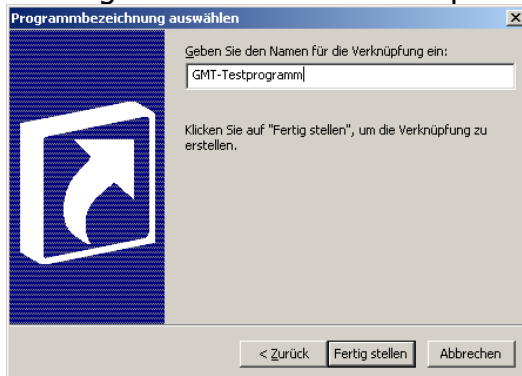 Programmbezeichnung auswählen
Geben Sie den Namen für die Verknüpfung ein:
GMT-Testprogramm
Klicken Sie auf "Fertig stellen", um die Verknüpfung zu
erstellen.
< Zurück Fertig stellen Abbrechen